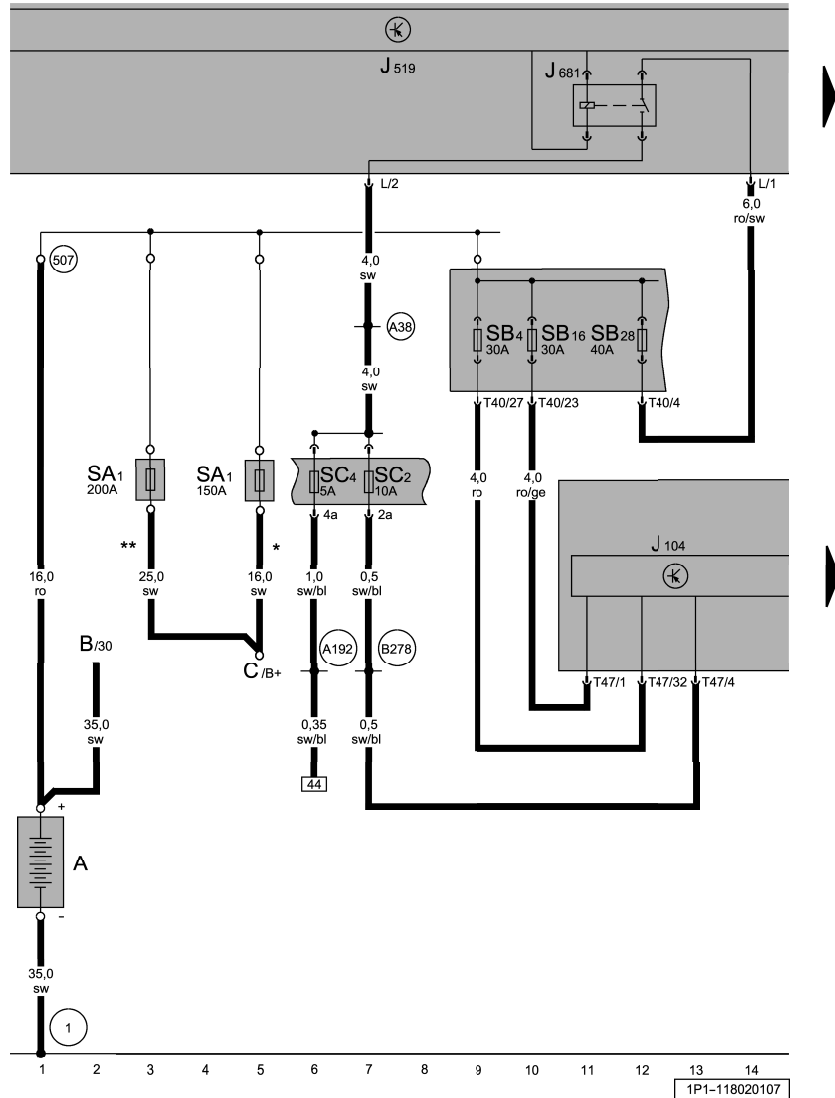 J 519
J 681
L/2
L/1
6,0
ro/sw
507
4,0
sw
A38
4,0
sw
SB4
30A
SB16
30A
SB28
40A
T40/27
T40/23
T40/4
SA1
200A
SA1
150A
SC4
5A
SC2
10A
4a
2a
4,0
ro
4,0
ro/ge
**
*
J 104
16,0
ro
25,0
sw
16,0
sw
1,0
sw/bl
0,5
sw/bl
B/30
C/B+
A192
B278
T47/1
T47/32
T47/4
35,0
sw
0,35
sw/bl
0,5
sw/bl
44
+
A
-
35,0
sw
1
1 2 3 4 5 6 7 8 9 10 11 12 13 14
1P1-118020107